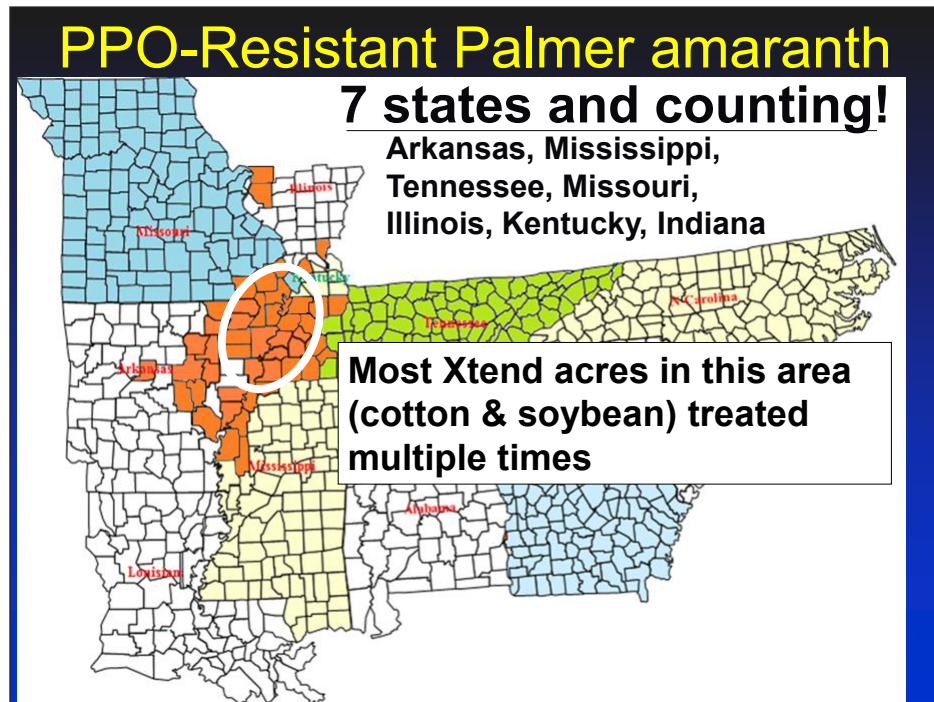 PPO-Resistant Palmer amaranth
7 states and counting!
Arkansas, Mississippi,
Tennessee, Missouri,
Illinois, Kentucky, Indiana
Illinois
Missouri
Kentucky
N Carolina
Tennessee
Arkansas
Most Xtend acres in this area
(cotton & soybean) treated
multiple times
Mississippi
Alabama
Louisian